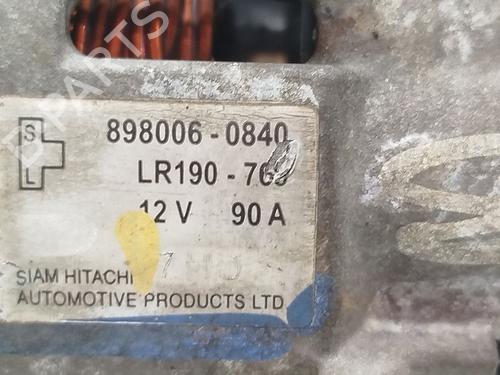 S
L
898006-0840
LR190-76
12 V 90 A
SIAM HITACHI
AUTOMOTIVE PRODUCTS LTD